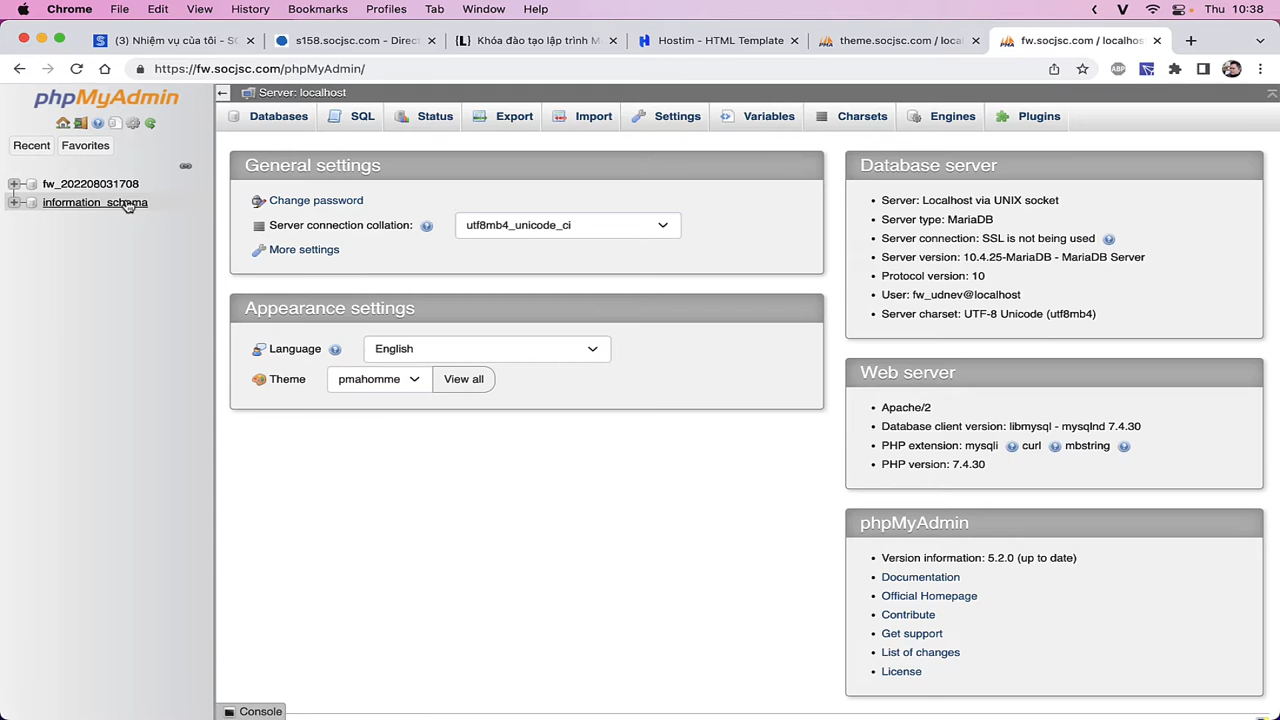 Chrome File Edit View History Bookmarks Profiles Tab Window Help Thu 10:38
(3) Nhiệm vụ của tôi - SC
s158.socjsc.com - Direc
Khóa đào tạo lập trình M
Hostim - HTML Template
theme.socjsc.com / local
fw.socjsc.com / localhos
https://fw.socjsc.com/phpMyAdmin/
ABP
phpMyAdmin
Recent Favorites
fw_202208031708
information_schema
Server: localhost
Databases SQL Status Export Import Settings Variables Charsets Engines Plugins
General settings
Change password
Server connection collation: utf8mb4_unicode_ci
More settings
Appearance settings
Language English
Theme pmahomme View all
Database server
• Server: Localhost via UNIX socket
• Server type: MariaDB
• Server connection: SSL is not being used
• Server version: 10.4.25-MariaDB - MariaDB Server
• Protocol version: 10
• User: fw_udnev@localhost
• Server charset: UTF-8 Unicode (utf8mb4)
Web server
• Apache/2
• Database client version: libmysql - mysqlnd 7.4.30
• PHP extension: mysqli curl mbstring
• PHP version: 7.4.30
phpMyAdmin
• Version information: 5.2.0 (up to date)
• Documentation
• Official Homepage
• Contribute
• Get support
• List of changes
• License
Console